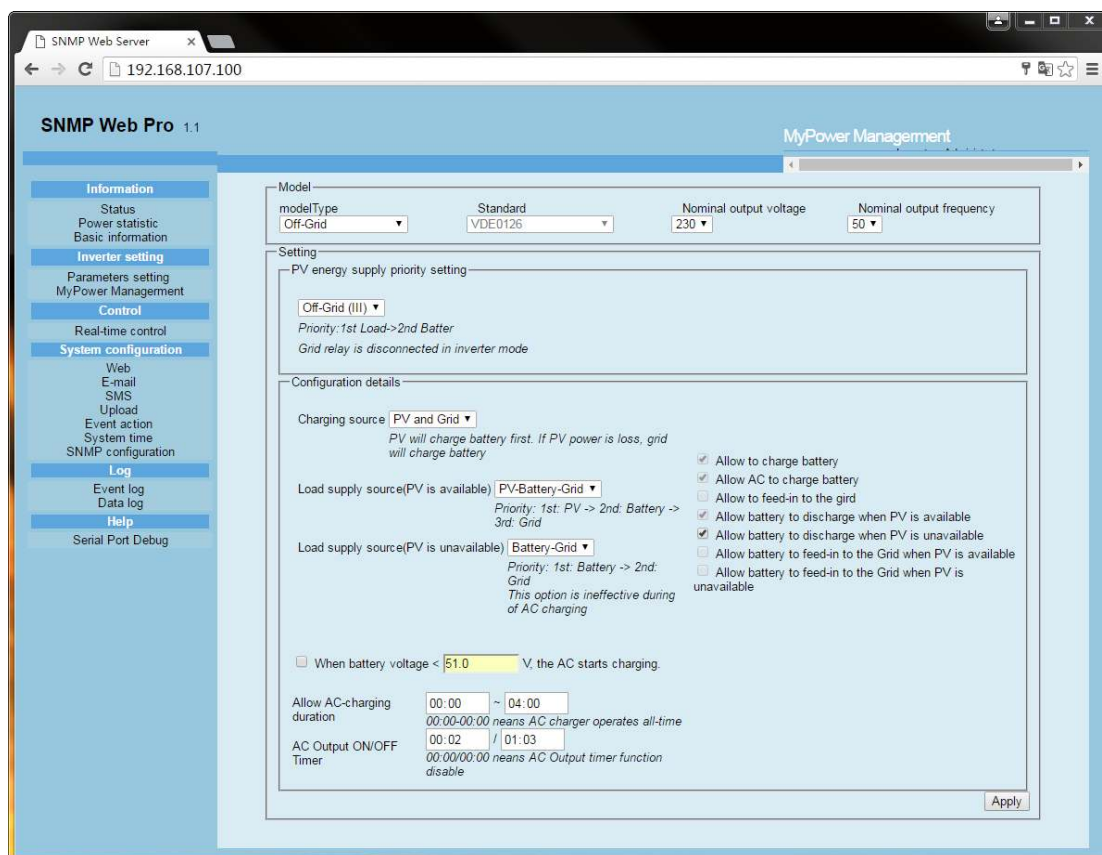 SNMP Web Server
192.168.107.100
SNMP Web Pro 1.1
MyPower Managerment
Information
Status
Power statistic
Basic information
Inverter setting
Parameters setting
MyPower Managerment
Control
Real-time control
System configuration
Web
E-mail
SMS
Upload
Event action
System time
SNMP configuration
Log
Event log
Data log
Help
Serial Port Debug
Model
modelType Standard Nominal output voltage Nominal output frequency
Off-Grid VDE0126 230 50
Setting
PV energy supply priority setting
Off-Grid (III)
Priority:1st Load->2nd Batter
Grid relay is disconnected in inverter mode
Configuration details
Charging source PV and Grid
PV will charge battery first. If PV power is loss, grid
will charge battery
Load supply source(PV is available) PV-Battery-Grid
Priority: 1st: PV -> 2nd: Battery ->
3rd: Grid
Load supply source(PV is unavailable) Battery-Grid
Priority: 1st: Battery -> 2nd:
Grid
This option is ineffective during
of AC charging
Allow to charge battery
Allow AC to charge battery
Allow to feed-in to the gird
Allow battery to discharge when PV is available
Allow battery to discharge when PV is unavailable
Allow battery to feed-in to the Grid when PV is available
Allow battery to feed-in to the Grid when PV is
unavailable
When battery voltage < 51.0 V, the AC starts charging.
Allow AC-charging
duration
00:00 ~ 04:00
00:00-00:00 neans AC charger operates all-time
AC Output ON/OFF
Timer
00:02 / 01:03
00:00/00:00 neans AC Output timer function
disable
Apply